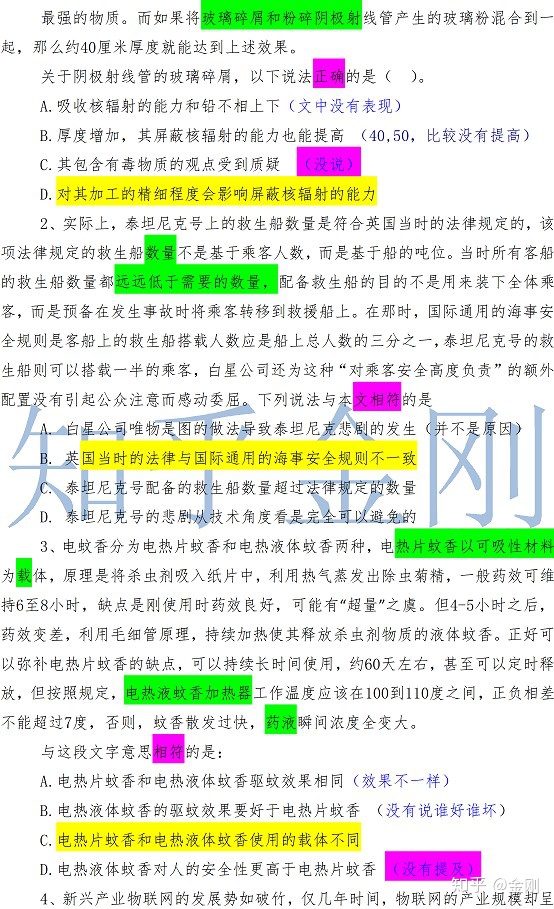 最强的物质。而如果将玻璃碎屑和粉碎阴极射线管产生的玻璃粉混合到一
起，那么约40厘米厚度就能达到上述效果。
关于阴极射线管的玻璃碎屑，以下说法正确的是（ ）。
A.吸收核辐射的能力和铅不相上下（文中没有表现）
B.厚度增加，其屏蔽核辐射的能力也能提高（40,50，比较没有提高）
C.其包含有毒物质的观点受到质疑 （没说）
D.对其加工的精细程度会影响屏蔽核辐射的能力
2、实际上，泰坦尼克号上的救生船数量是符合英国当时的法律规定的，该
项法律规定的救生船数量不是基于乘客人数，而是基于船的吨位。当时所有客船
的救生船数量都远远低于需要的数量，配备救生船的目的不是用来装下全体乘
客，而是预备在发生事故时将乘客转移到救援船上。在那时，国际通用的海事安
全规则是客船上的救生船搭载人数应是船上总人数的三分之一，泰坦尼克号的救
生船则可以搭载一半的乘客，白星公司还为这种“对乘客安全高度负责”的额外
配置没有引起公众注意而感动委屈。下列说法与本文相符的是
A. 白星公司唯物是图的做法导致泰坦尼克悲剧的发生（并不是原因）
B. 英国当时的法律与国际通用的海事安全规则不一致
C. 泰坦尼克号配备的救生船数量超过法律规定的数量
D. 泰坦尼克号的悲剧从技术角度看是完全可以避免的
3、电蚊香分为电热片蚊香和电热液体蚊香两种，电热片蚊香以可吸性材料
为载体，原理是将杀虫剂吸入纸片中，利用热气蒸发出除虫菊精，一般药效可维
持6至8小时，缺点是刚使用时药效良好，可能有“超量”之虞。但4-5小时之后，
药效变差，利用毛细管原理，持续加热使其释放杀虫剂物质的液体蚊香。正好可
以弥补电热片蚊香的缺点，可以持续长时间使用，约60天左右，甚至可以定时释
放，但按照规定，电热液蚊香加热器工作温度应该在100到110度之间，正负相差
不能超过7度，否则，蚊香散发过快，药液瞬间浓度全变大。
与这段文字意思相符的是：
A.电热片蚊香和电热液体蚊香驱蚊效果相同（效果不一样）
B.电热液体蚊香的驱蚊效果要好于电热片蚊香 （没有说谁好谁坏）
C.电热片蚊香和电热液体蚊香使用的载体不同
D.电热液体蚊香对人的安全性更高于电热片蚊香 （没有提及）
4、新兴产业物联网的发展势如破竹，仅几年时间，物联网的产业规模却呈
知乎金刚
知乎 @金刚